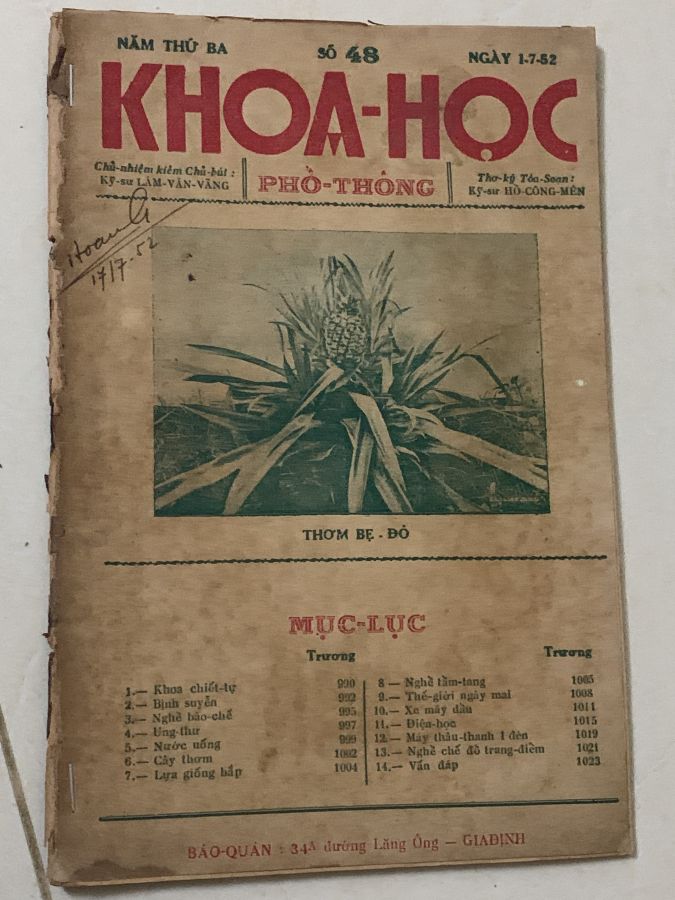 NĂM THỨ BA SỐ 48 NGÀY 1-7-52
KHOA-HỌC
PHỔ-THÔNG
Chủ-nhiệm kiêm Chủ-bút :
Kỹ-sư LÂM-VĂN-VÃNG
Thơ-ký Tòa-Soạn :
Kỹ-sư HỒ-CÔNG-MÊN
17/7-52
THƠM BẸ - ĐỎ
MỤC-LỤC
Trương
1.— Khoa chiết-tự 990
2.— Bịnh suyễn 992
3.— Nghề bào-chế 995
4.— Ung-thư 997
5.— Nước uống 999
6.— Cây thơm 1002
7.— Lựa giống bắp 1004
Trương
8 — Nghề tằm-tang 1005
9.— Thế-giới ngày mai 1008
10.— Xe máy dầu 1011
11.— Điện-học 1015
12.— Máy thâu-thanh 1 đèn 1019
13.— Nghề chế đồ trang-điểm 1021
14.— Vấn đáp 1023
BÁO-QUÁN : 34A đường Lăng Ông — GIAĐỊNH